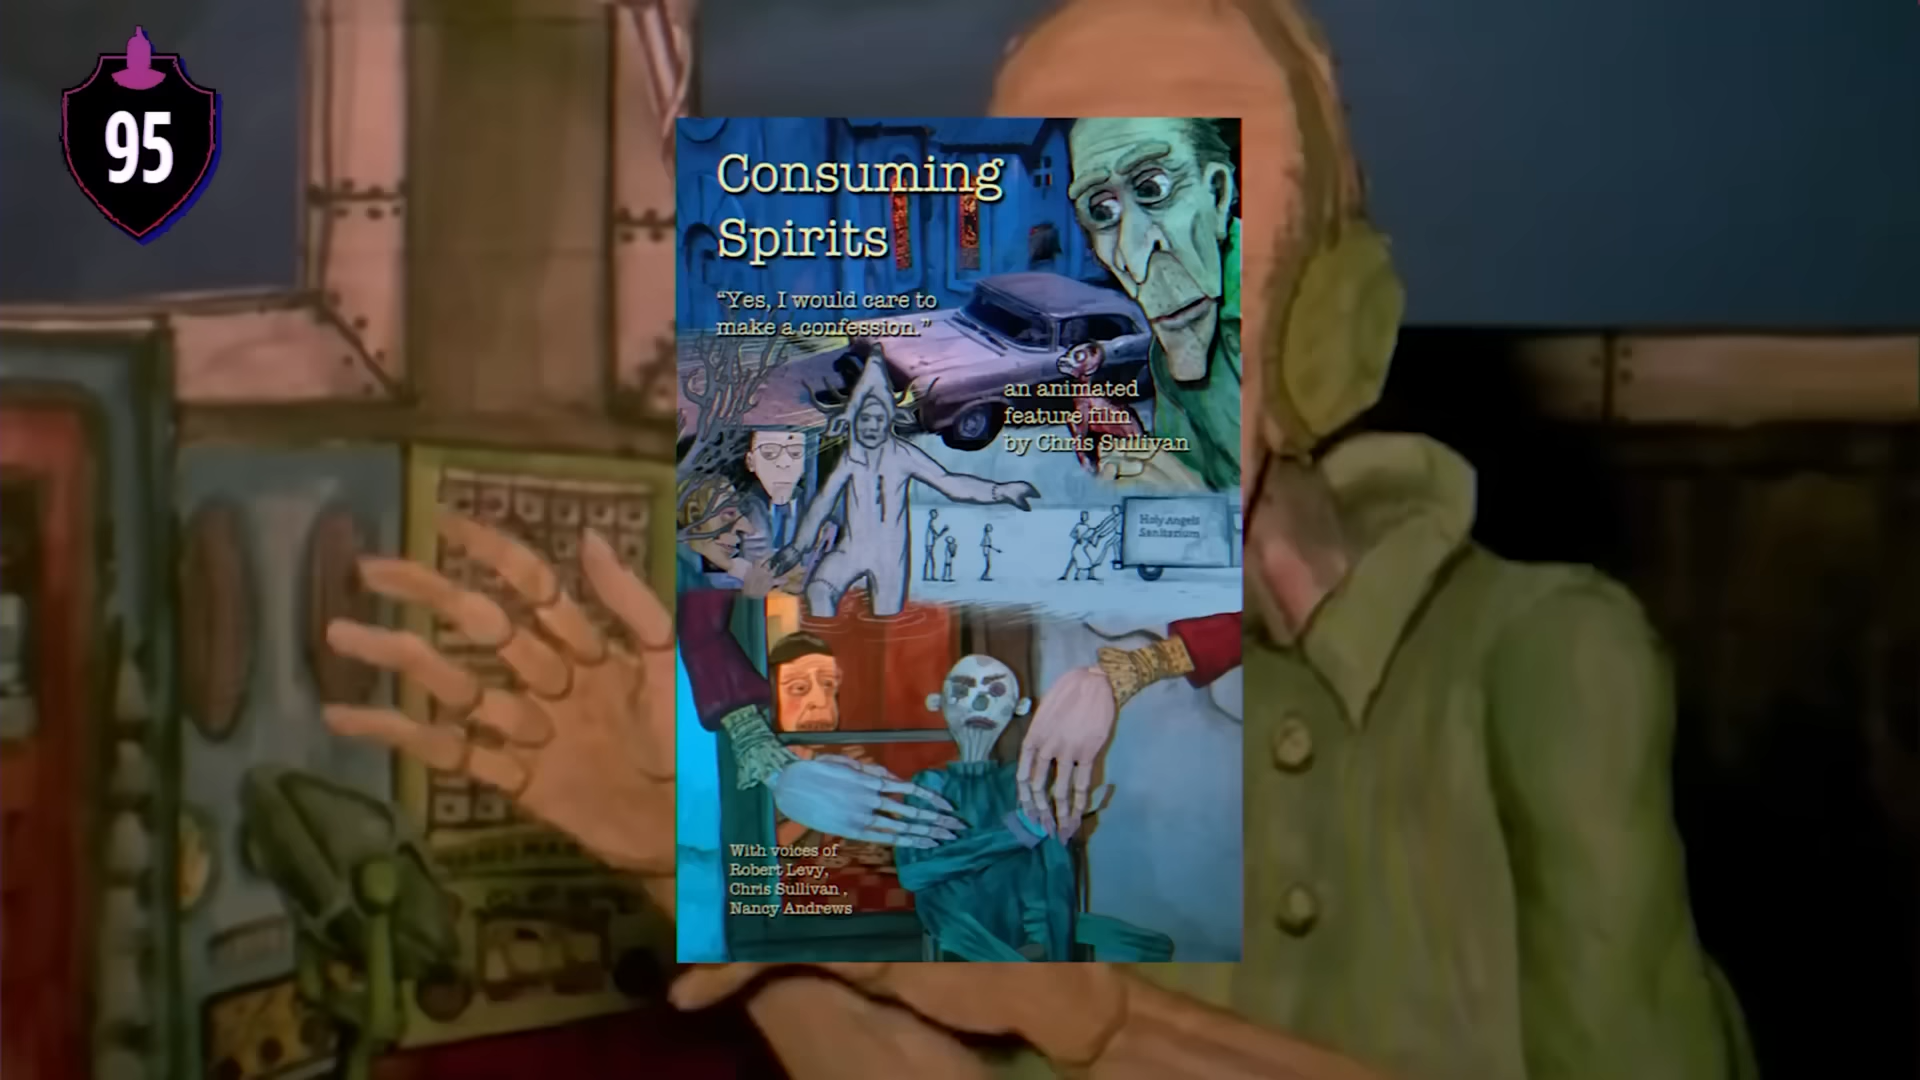 95
Consuming
Spirits
“Yes, I would care to
make a confession.”
an animated
feature film
by Chris Sullivan
Holy Angels
Sanitarium
With voices of
Robert Levy,
Chris Sullivan ,
Nancy Andrews